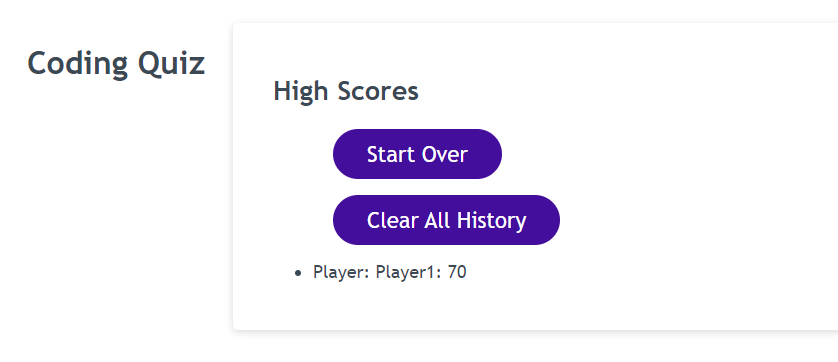 Coding Quiz
High Scores
Start Over
Clear All History
Player: Player1: 70